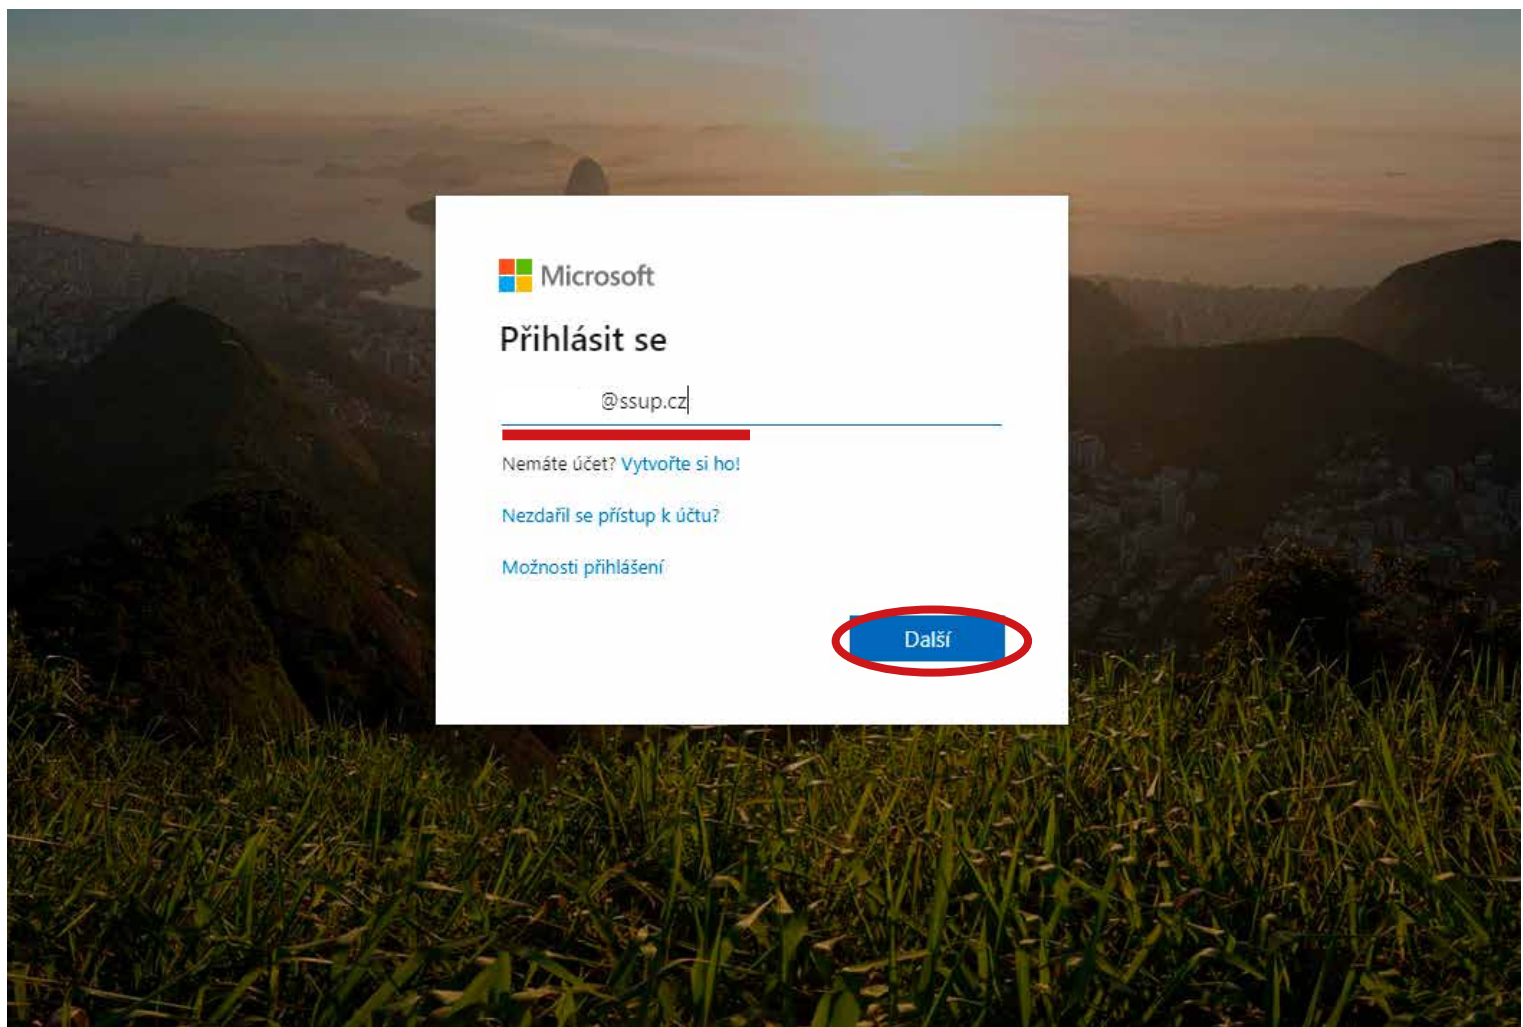 Microsoft
Přihlásit se
@ssup.cz
Nemáte účet? Vytvořte si ho!
Nezdařil se přístup k účtu?
Možnosti přihlášení
Další